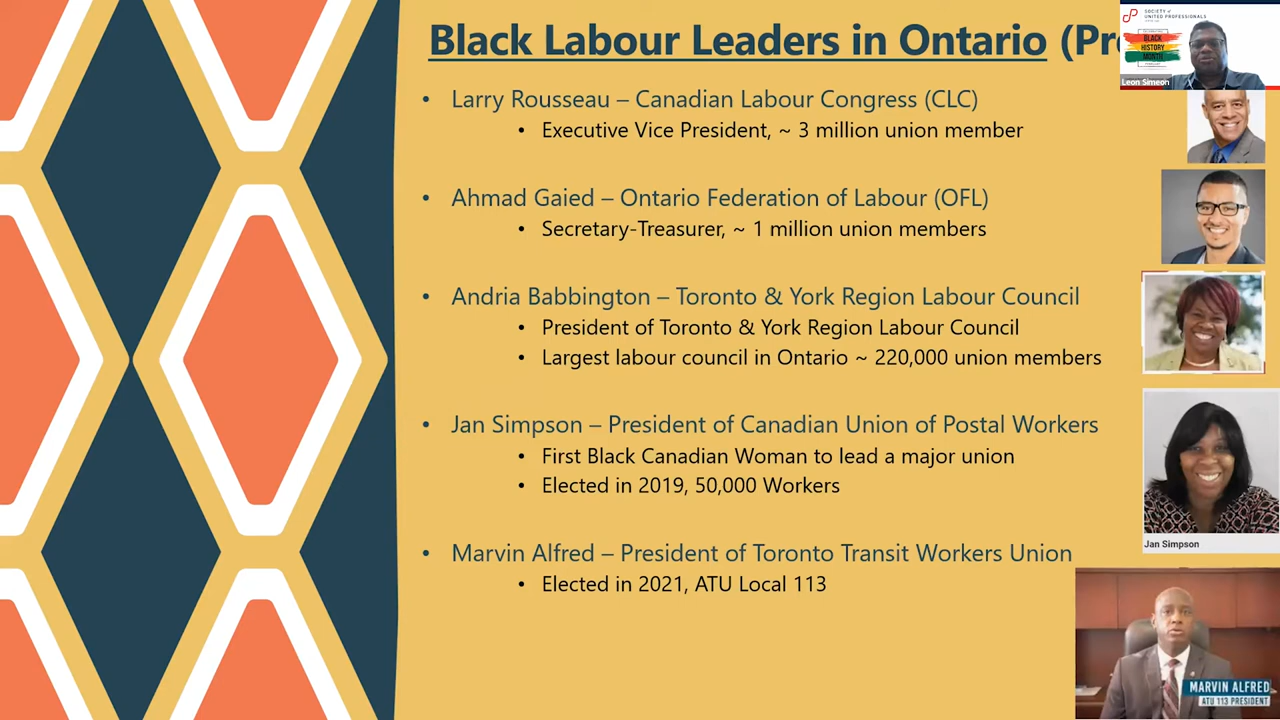 Black Labour Leaders in Ontario (Pr
SOCIETY of
UNITED PROFESSIONALS
BLACK
HISTORY
MONTH
Leon Simeon
• Larry Rousseau – Canadian Labour Congress (CLC)
• Executive Vice President, ~ 3 million union member
• Ahmad Gaied – Ontario Federation of Labour (OFL)
• Secretary-Treasurer, ~ 1 million union members
• Andria Babbington – Toronto & York Region Labour Council
• President of Toronto & York Region Labour Council
• Largest labour council in Ontario ~ 220,000 union members
• Jan Simpson – President of Canadian Union of Postal Workers
• First Black Canadian Woman to lead a major union
• Elected in 2019, 50,000 Workers
Jan Simpson
• Marvin Alfred – President of Toronto Transit Workers Union
• Elected in 2021, ATU Local 113
MARVIN ALFRED
ATU 113 PRESIDENT